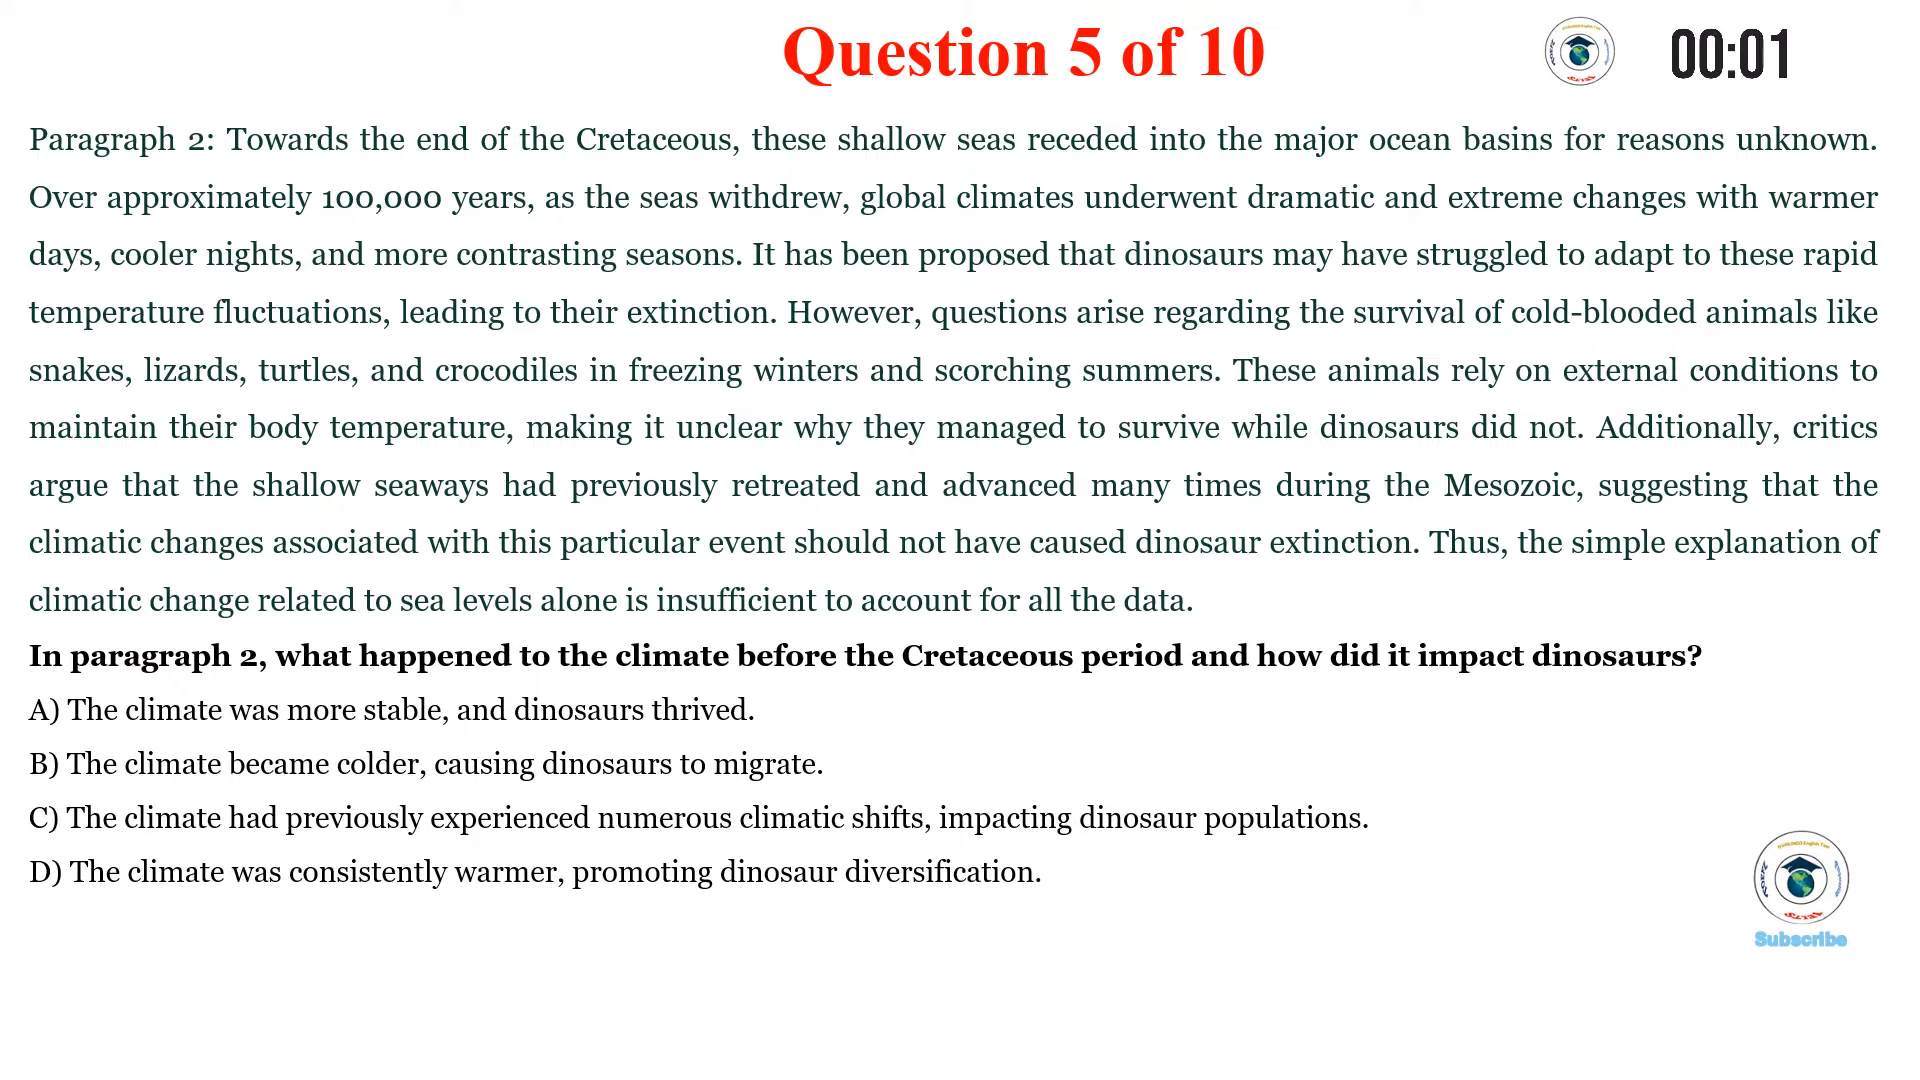 Question 5 of 10
00:01
Paragraph 2: Towards the end of the Cretaceous, these shallow seas receded into the major ocean basins for reasons unknown.
Over approximately 100,000 years, as the seas withdrew, global climates underwent dramatic and extreme changes with warmer
days, cooler nights, and more contrasting seasons. It has been proposed that dinosaurs may have struggled to adapt to these rapid
temperature fluctuations, leading to their extinction. However, questions arise regarding the survival of cold-blooded animals like
snakes, lizards, turtles, and crocodiles in freezing winters and scorching summers. These animals rely on external conditions to
maintain their body temperature, making it unclear why they managed to survive while dinosaurs did not. Additionally, critics
argue that the shallow seaways had previously retreated and advanced many times during the Mesozoic, suggesting that the
climatic changes associated with this particular event should not have caused dinosaur extinction. Thus, the simple explanation of
climatic change related to sea levels alone is insufficient to account for all the data.
In paragraph 2, what happened to the climate before the Cretaceous period and how did it impact dinosaurs?
A) The climate was more stable, and dinosaurs thrived.
B) The climate became colder, causing dinosaurs to migrate.
C) The climate had previously experienced numerous climatic shifts, impacting dinosaur populations.
D) The climate was consistently warmer, promoting dinosaur diversification.
IELTS
Subscribe